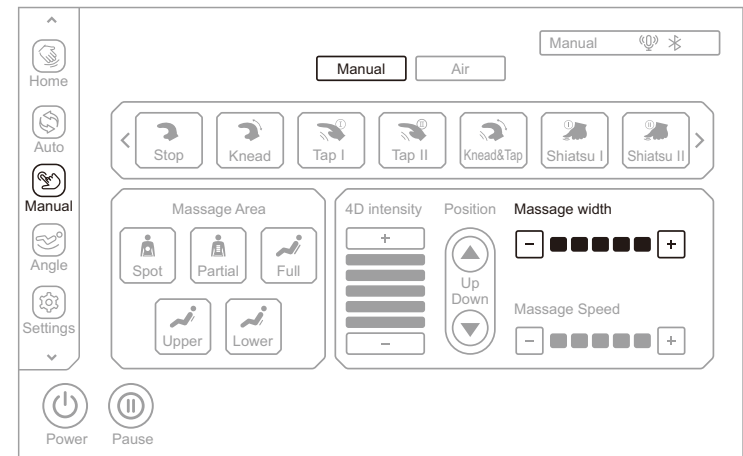 Manual
Home
Manual Air
Auto
Stop Knead Tap I Tap II Knead&Tap Shiatsu I Shiatsu II
Manual
Massage Area
4D intensity Position Massage width
+
- +
Angle
Spot Partial Full
Up
Down
Massage Speed
Settings
Upper Lower
-
- +
Power Pause